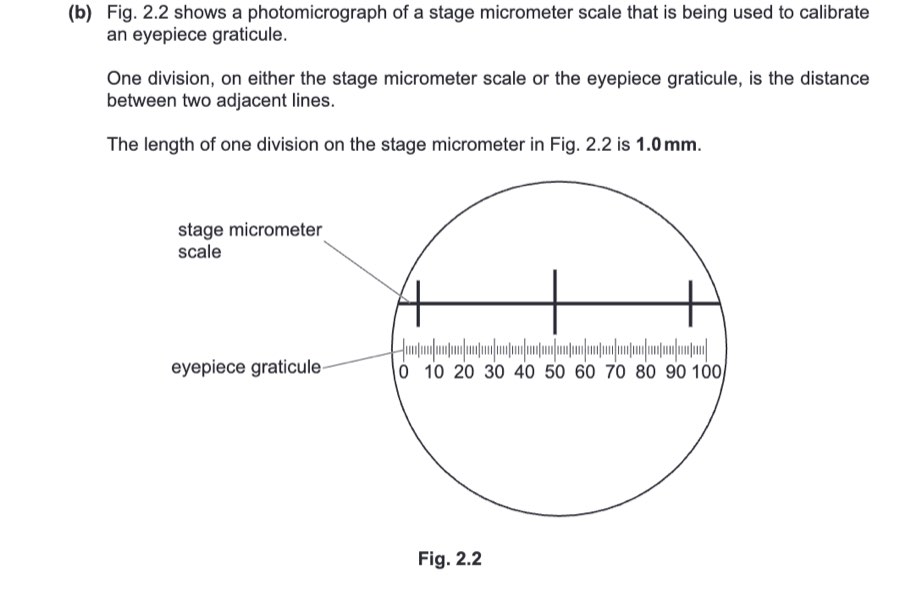 (b) Fig. 2.2 shows a photomicrograph of a stage micrometer scale that is being used to calibrate
an eyepiece graticule.
One division, on either the stage micrometer scale or the eyepiece graticule, is the distance
between two adjacent lines.
The length of one division on the stage micrometer in Fig. 2.2 is 1.0 mm.
stage micrometer
scale
eyepiece graticule
0 10 20 30 40 50 60 70 80 90 100
Fig. 2.2